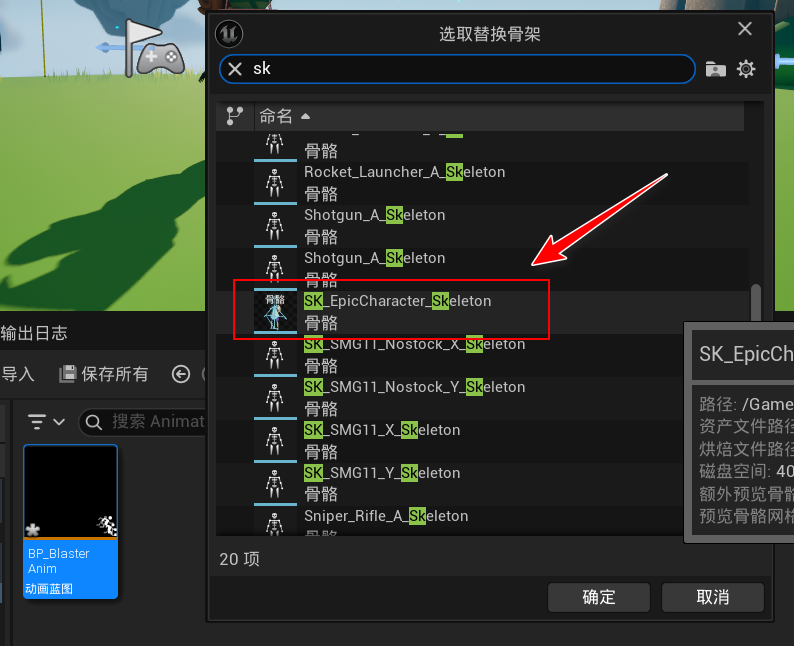 选取替换骨架
sk
命名
骨骼
Rocket_Launcher_A_Skeleton
骨骼
Shotgun_A_Skeleton
骨骼
Shotgun_A_Skeleton
骨骼
骨骼
SK_EpicCharacter_Skeleton
骨骼
SK_SMG11_Nostock_X_Skeleton
骨骼
SK_SMG11_Nostock_Y_Skeleton
骨骼
SK_SMG11_X_Skeleton
骨骼
SK_SMG11_Y_Skeleton
骨骼
Sniper_Rifle_A_Skeleton
骨骼
20 项
确定
取消
输出日志
导入
保存所有
搜索 Animat
BP_Blaster
Anim
动画蓝图
SK_EpicCh
路径: /Game
资产文件路径
烘焙文件路径
磁盘空间: 40
额外预览骨骼
预览骨骼网格